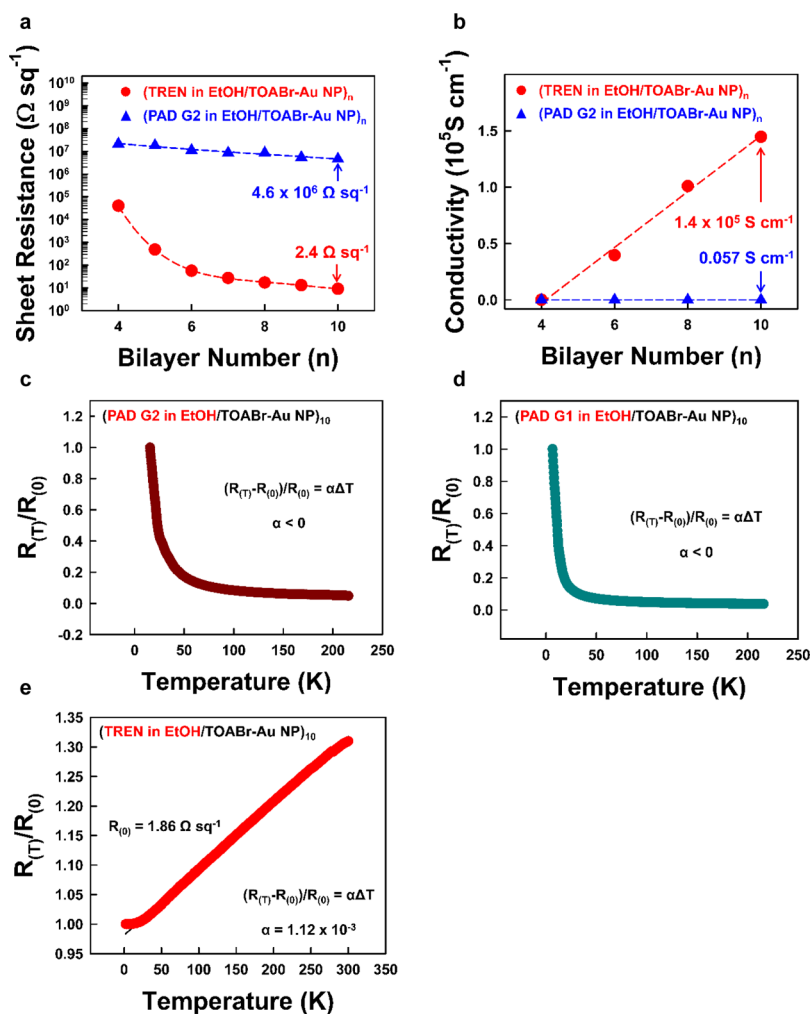 a
Sheet Resistance (Ω sq⁻¹)
10¹⁰
10⁹
10⁸
10⁷
10⁶
10⁵
10⁴
10³
10²
10¹
10⁰
(TREN in EtOH/TOABr-Au NP)ₙ
(PAD G2 in EtOH/TOABr-Au NP)ₙ
4.6 x 10⁶ Ω sq⁻¹
2.4 Ω sq⁻¹
4 6 8 10
Bilayer Number (n)
b
Conductivity (10⁵S cm⁻¹)
1.5
1.0
0.5
0.0
(TREN in EtOH/TOABr-Au NP)ₙ
(PAD G2 in EtOH/TOABr-Au NP)ₙ
1.4 x 10⁵ S cm⁻¹
0.057 S cm⁻¹
4 6 8 10
Bilayer Number (n)
c
R(T)/R(0)
1.2
1.0
0.8
0.6
0.4
0.2
0.0
-0.2
(PAD G2 in EtOH/TOABr-Au NP)₁₀
(R(T)-R(0))/R(0) = αΔT
α < 0
0 50 100 150 200 250
Temperature (K)
d
R(T)/R(0)
1.2
1.0
0.8
0.6
0.4
0.2
0.0
(PAD G1 in EtOH/TOABr-Au NP)₁₀
(R(T)-R(0))/R(0) = αΔT
α < 0
0 50 100 150 200 250
Temperature (K)
e
R(T)/R(0)
1.35
1.30
1.25
1.20
1.15
1.10
1.05
1.00
0.95
(TREN in EtOH/TOABr-Au NP)₁₀
R(0) = 1.86 Ω sq⁻¹
(R(T)-R(0))/R(0) = αΔT
α = 1.12 x 10⁻³
0 50 100 150 200 250 300 350
Temperature (K)